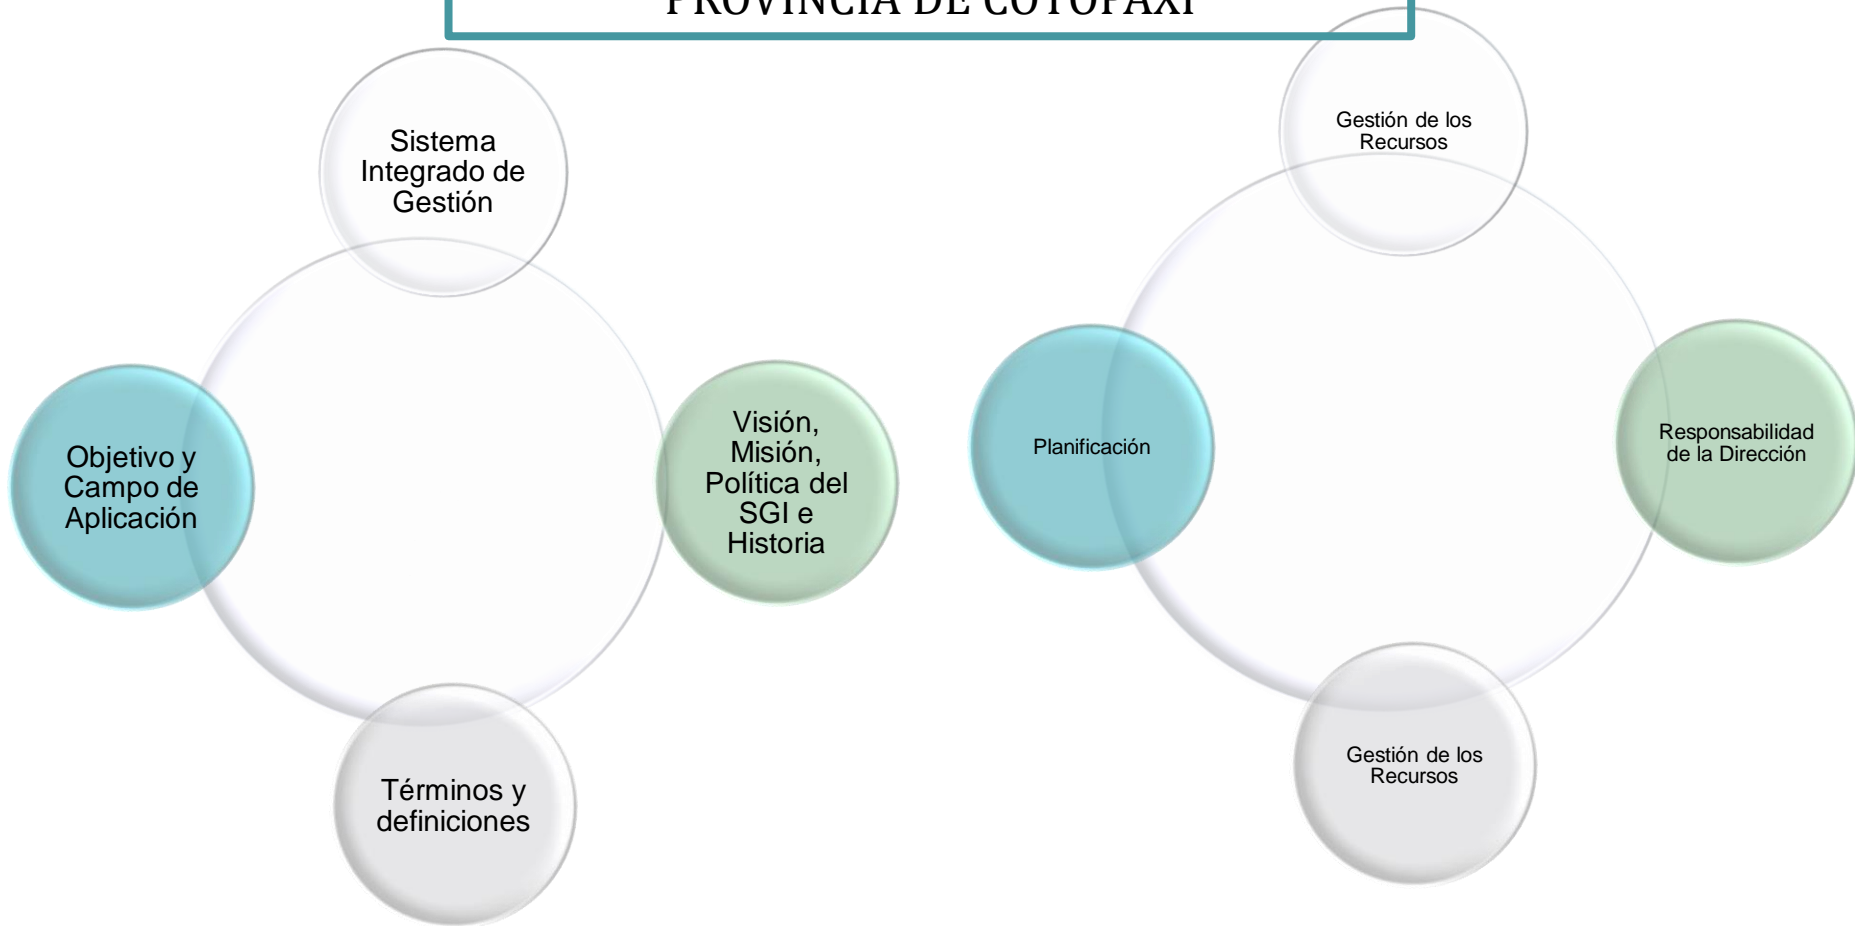 PROVINCIA DE COTOPAXI
Sistema
Integrado de
Gestión
Objetivo y
Campo de
Aplicación
Visión,
Misión,
Política del
SGI e
Historia
Términos y
definiciones
Gestión de los
Recursos
Planificación
Responsabilidad
de la Dirección
Gestión de los
Recursos